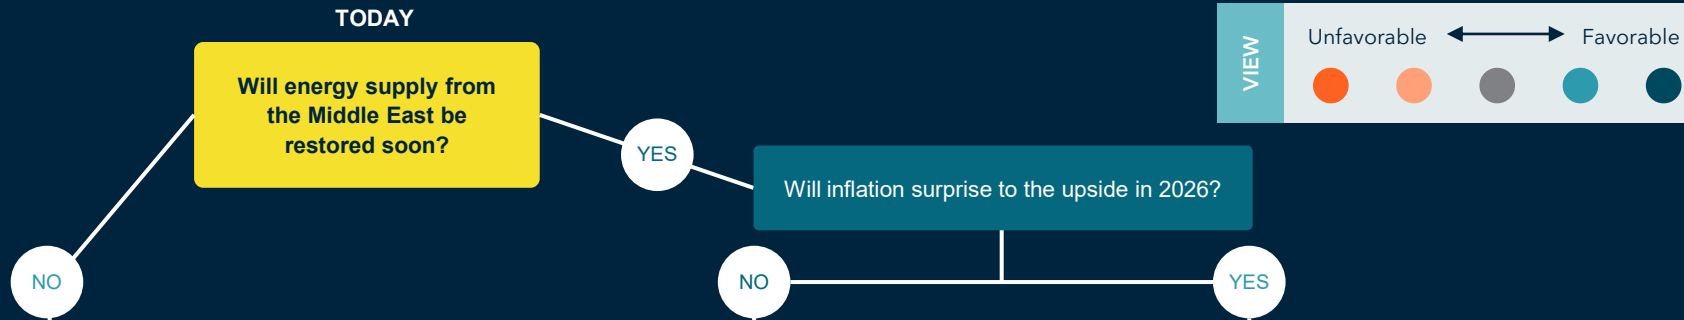 TODAY
Will energy supply from
the Middle East be
restored soon?
YES
Will inflation surprise to the upside in 2026?
NO
NO
YES
VIEW
Unfavorable
Favorable